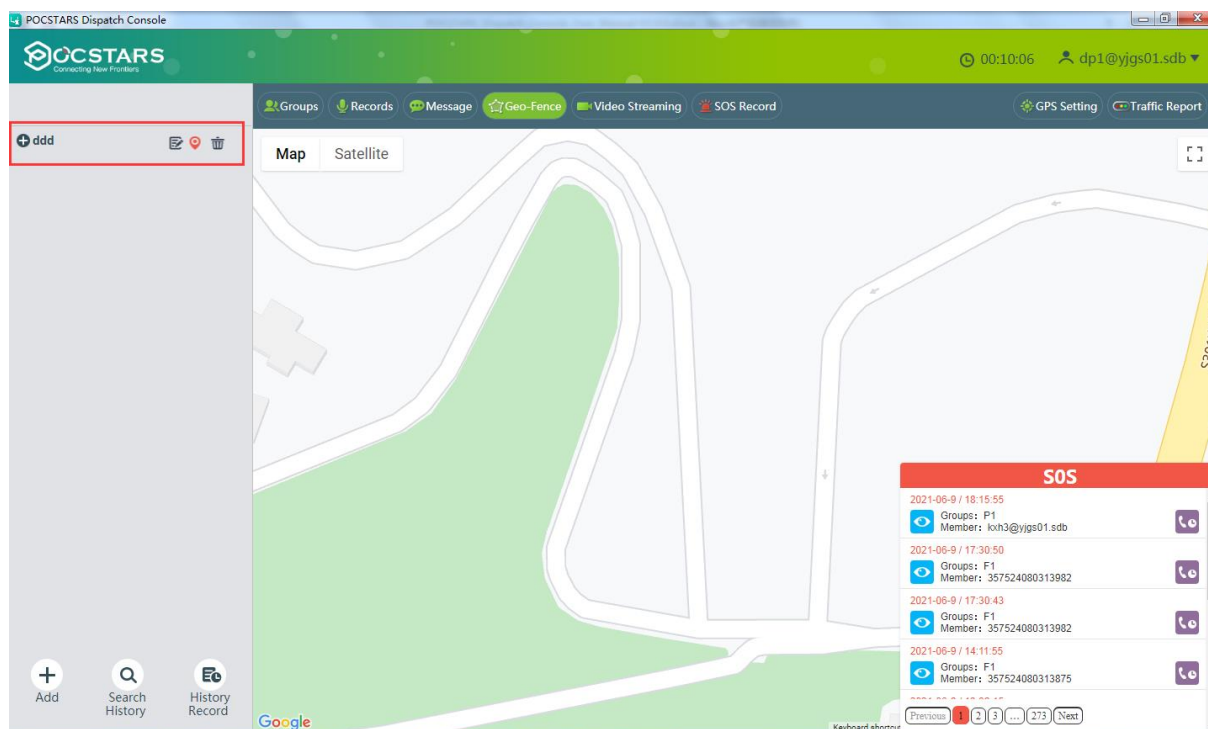 POCSTARS Dispatch Console
POCSTARS
Connecting New Frontiers
00:10:06 dp1@yjgs01.sdb
Groups Records Message Geo-Fence Video Streaming SOS Record GPS Setting Traffic Report
ddd
Map Satellite
SOS
2021-06-9 / 18:15:55
Groups: P1
Member: kxh3@yjgs01.sdb
2021-06-9 / 17:30:50
Groups: F1
Member: 357524080313982
2021-06-9 / 17:30:43
Groups: F1
Member: 357524080313982
2021-06-9 / 14:11:55
Groups: F1
Member: 357524080313875
Previous 1 2 3 ... 273 Next
Add
Search History
History Record
Google
Keyboard